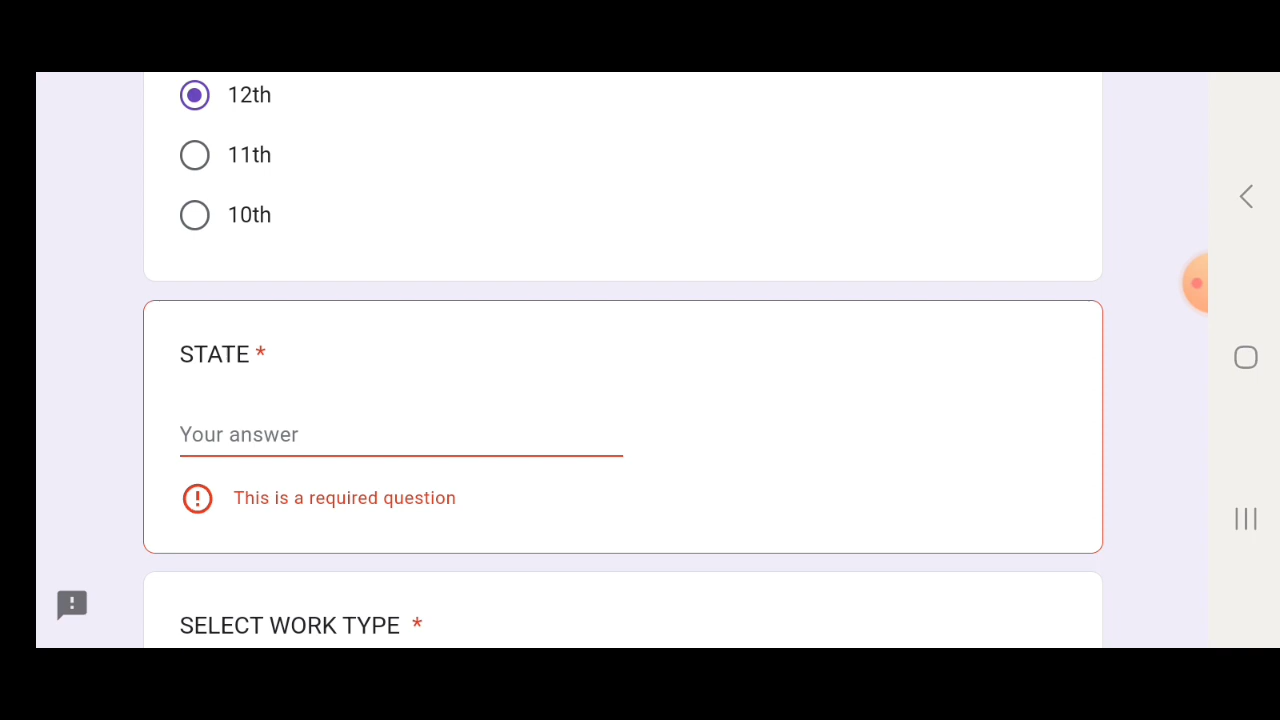 12th
11th
10th
STATE *
Your answer
This is a required question
SELECT WORK TYPE *